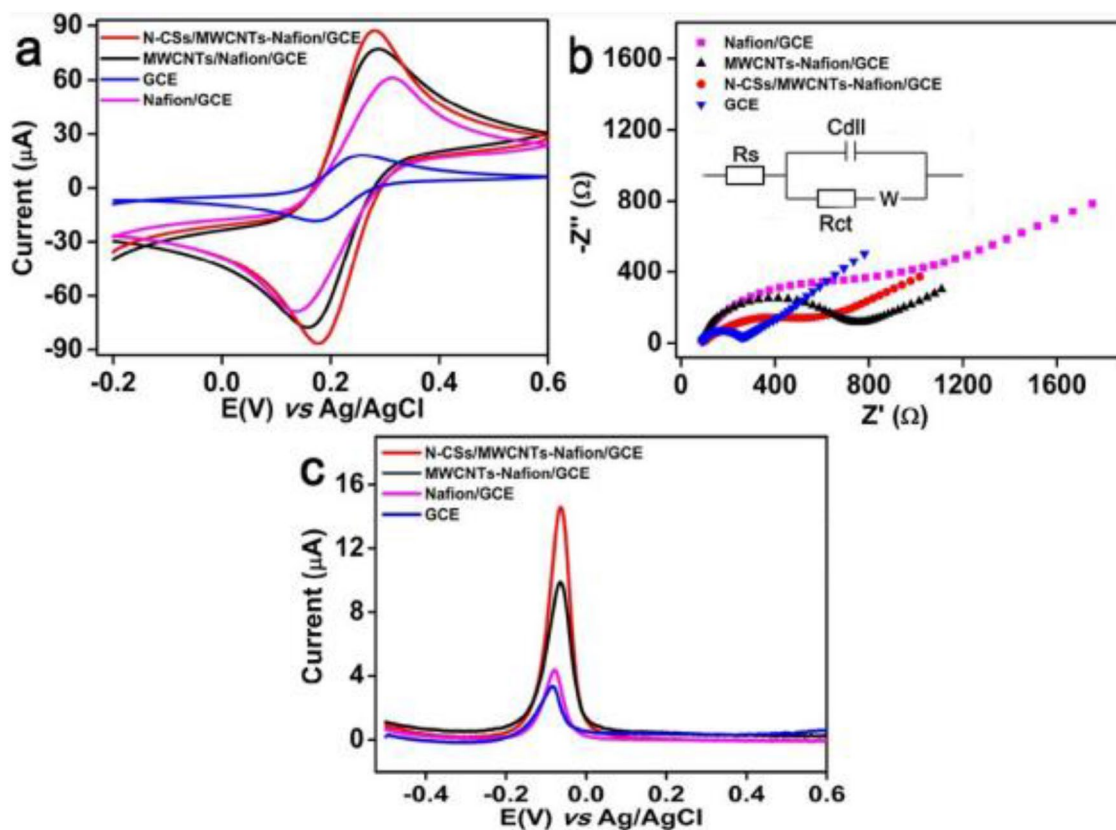 a
N-CSs/MWCNTs-Nafion/GCE
MWCNTs/Nafion/GCE
GCE
Nafion/GCE
90
60
30
0
-30
-60
-90
Current (μA)
-0.2 0.0 0.2 0.4 0.6
E(V) vs Ag/AgCl
b
Nafion/GCE
MWCNTs-Nafion/GCE
N-CSs/MWCNTs-Nafion/GCE
GCE
Cdll
Rs
W
Rct
1600
1200
800
400
0
-Z'' (Ω)
0 400 800 1200 1600
Z' (Ω)
c
N-CSs/MWCNTs-Nafion/GCE
MWCNTs-Nafion/GCE
Nafion/GCE
GCE
16
12
8
4
0
Current (μA)
-0.4 -0.2 0.0 0.2 0.4 0.6
E(V) vs Ag/AgCl